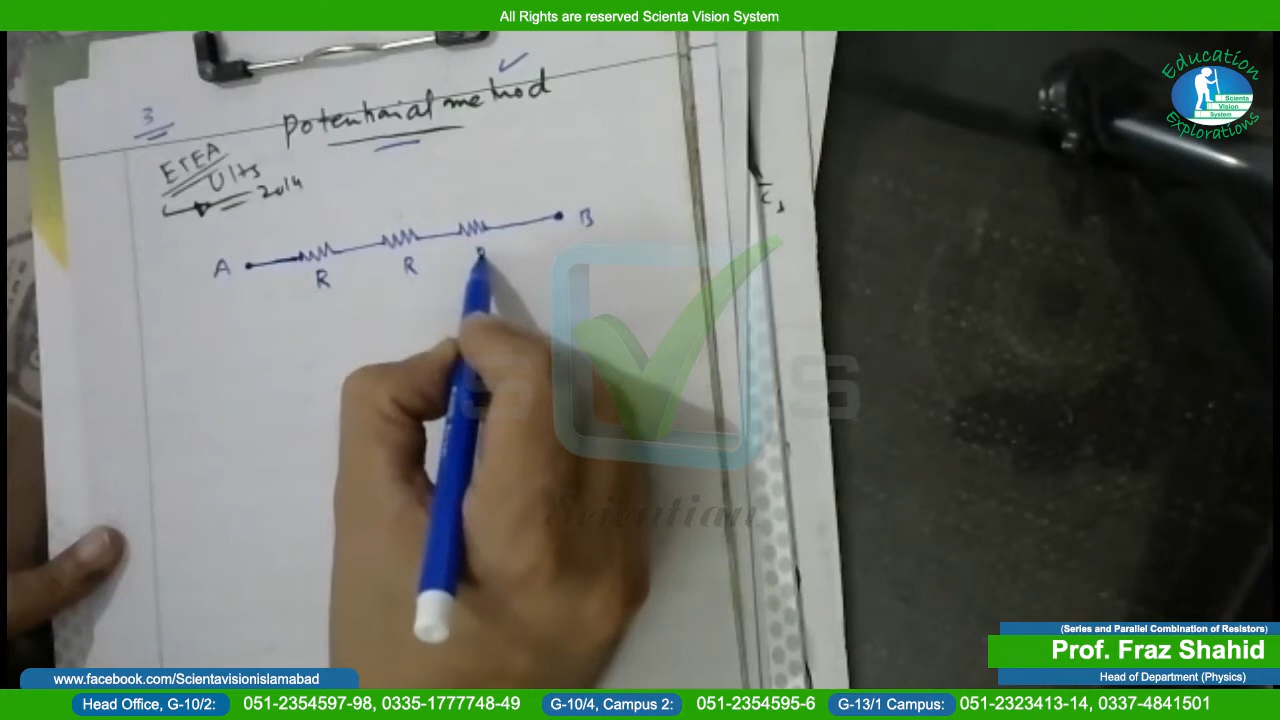 All Rights are reserved Scienta Vision System
Education
Scienta
Vision
System
Explorations
3
Potentiaial method
ETEA
2014
A
B
R
R
S
S
Scientian
(Series and Parallel Combination of Resistors)
Prof. Fraz Shahid
Head of Department (Physics)
www.facebook.com/Scientavisionislamabad
Head Office, G-10/2: 051-2354597-98, 0335-1777748-49 G-10/4, Campus 2: 051-2354595-6 G-13/1 Campus: 051-2323413-14, 0337-4841501